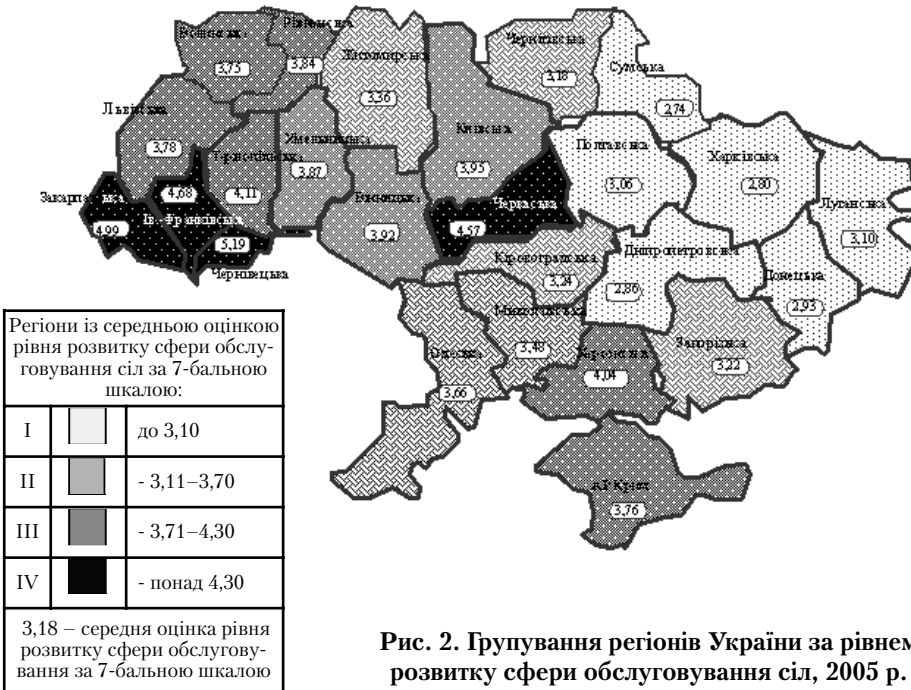 Волинська
3,75
Рівненська
3,84
Житомирська
3,36
Чернігівська
3,18
Сумська
2,74
Львівська
3,78
Тернопільська
4,11
Хмельницька
3,87
Київська
3,95
Полтавська
3,06
Харківська
2,80
Луганська
3,10
Закарпатська
4,99
4,68
Ів.-Франківська
5,19
Чернівецька
Вінницька
3,92
Черкаська
4,57
Кіровоградська
3,24
Дніпропетровська
2,86
Донецька
2,93
Одеська
3,66
Миколаївська
3,48
Херсонська
4,04
Запорізька
3,22
АР Крим
3,76
Регіони із середньою оцінкою
рівня розвитку сфери обслу-
говування сіл за 7-бальною
шкалою:
I до 3,10
II - 3,11–3,70
III - 3,71–4,30
IV - понад 4,30
3,18 – середня оцінка рівня
розвитку сфери обслугову-
вання за 7-бальною шкалою
Рис. 2. Групування регіонів України за рівнем
розвитку сфери обслуговування сіл, 2005 р.